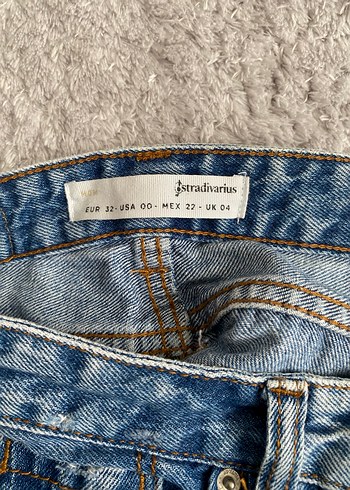 stradivarius
EUR 32 - USA 00 - MEX 22 - UK 04